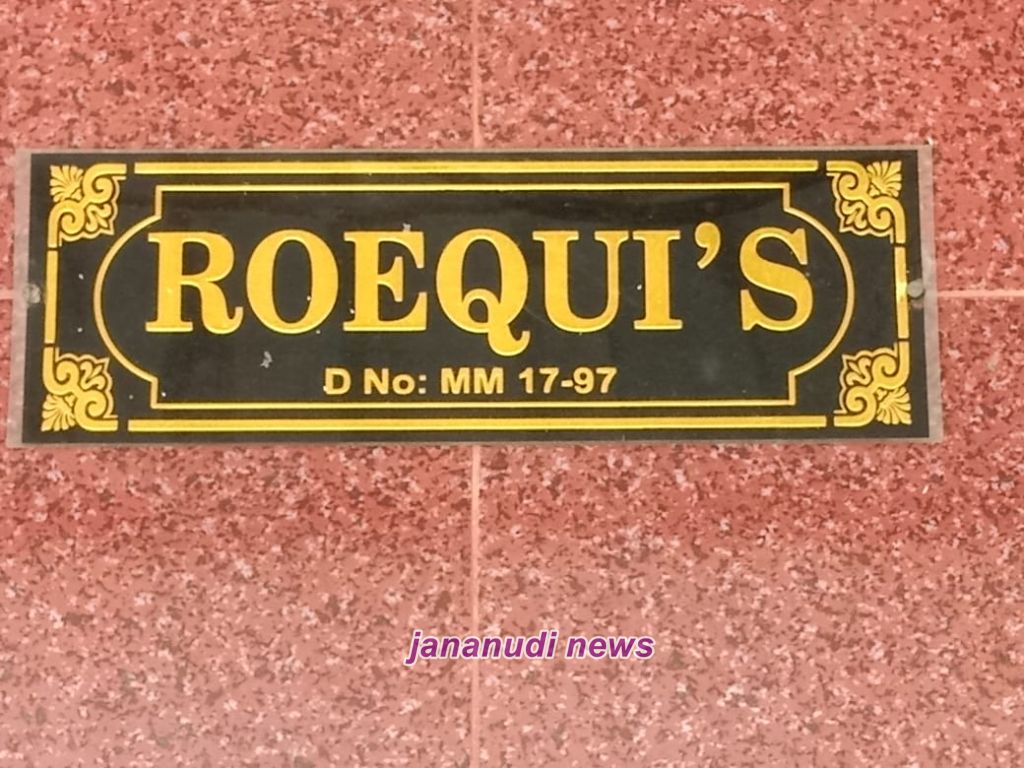 ROEQUI'S
D No: MM 17-97
jananudi news